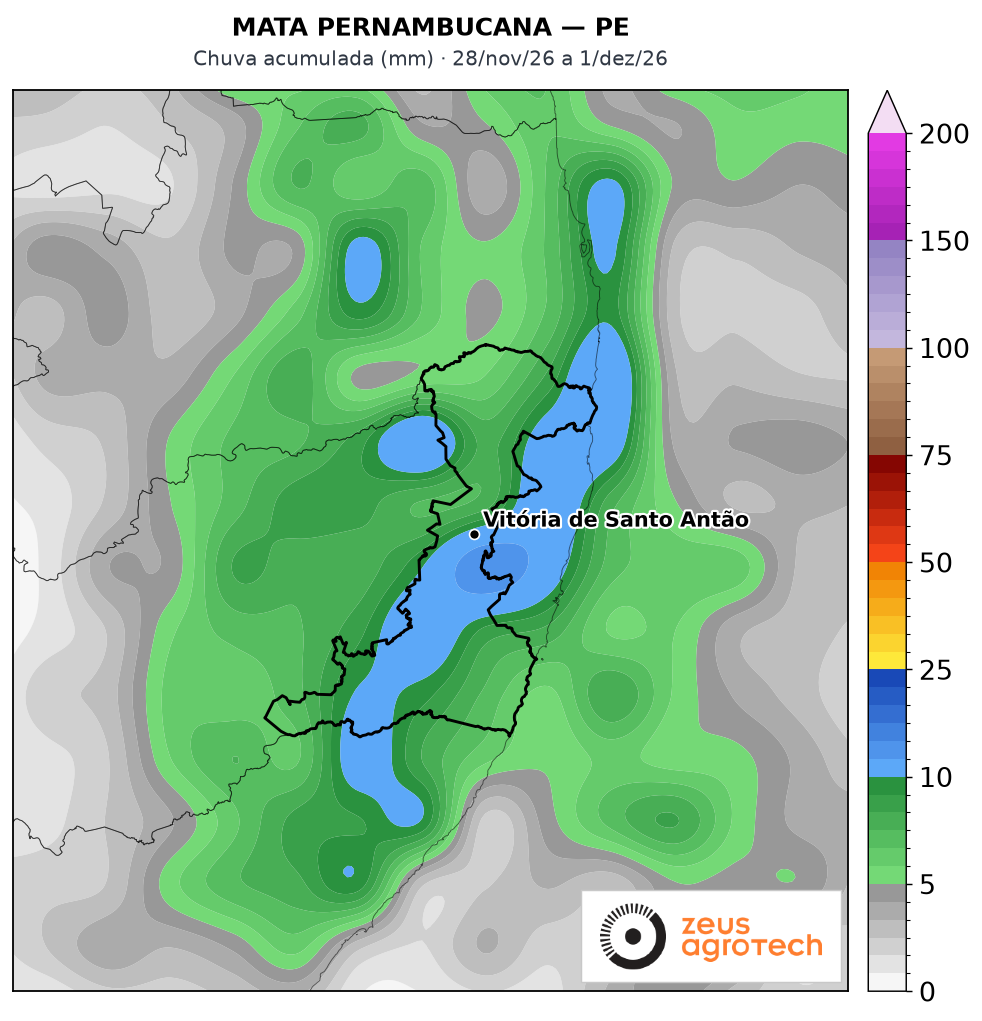 MATA PERNAMBUCANA — PE
Chuva acumulada (mm) · 28/nov/26 a 1/dez/26
200
150
100
75
50
25
10
5
0
Vitória de Santo Antão
zeus
agrotech